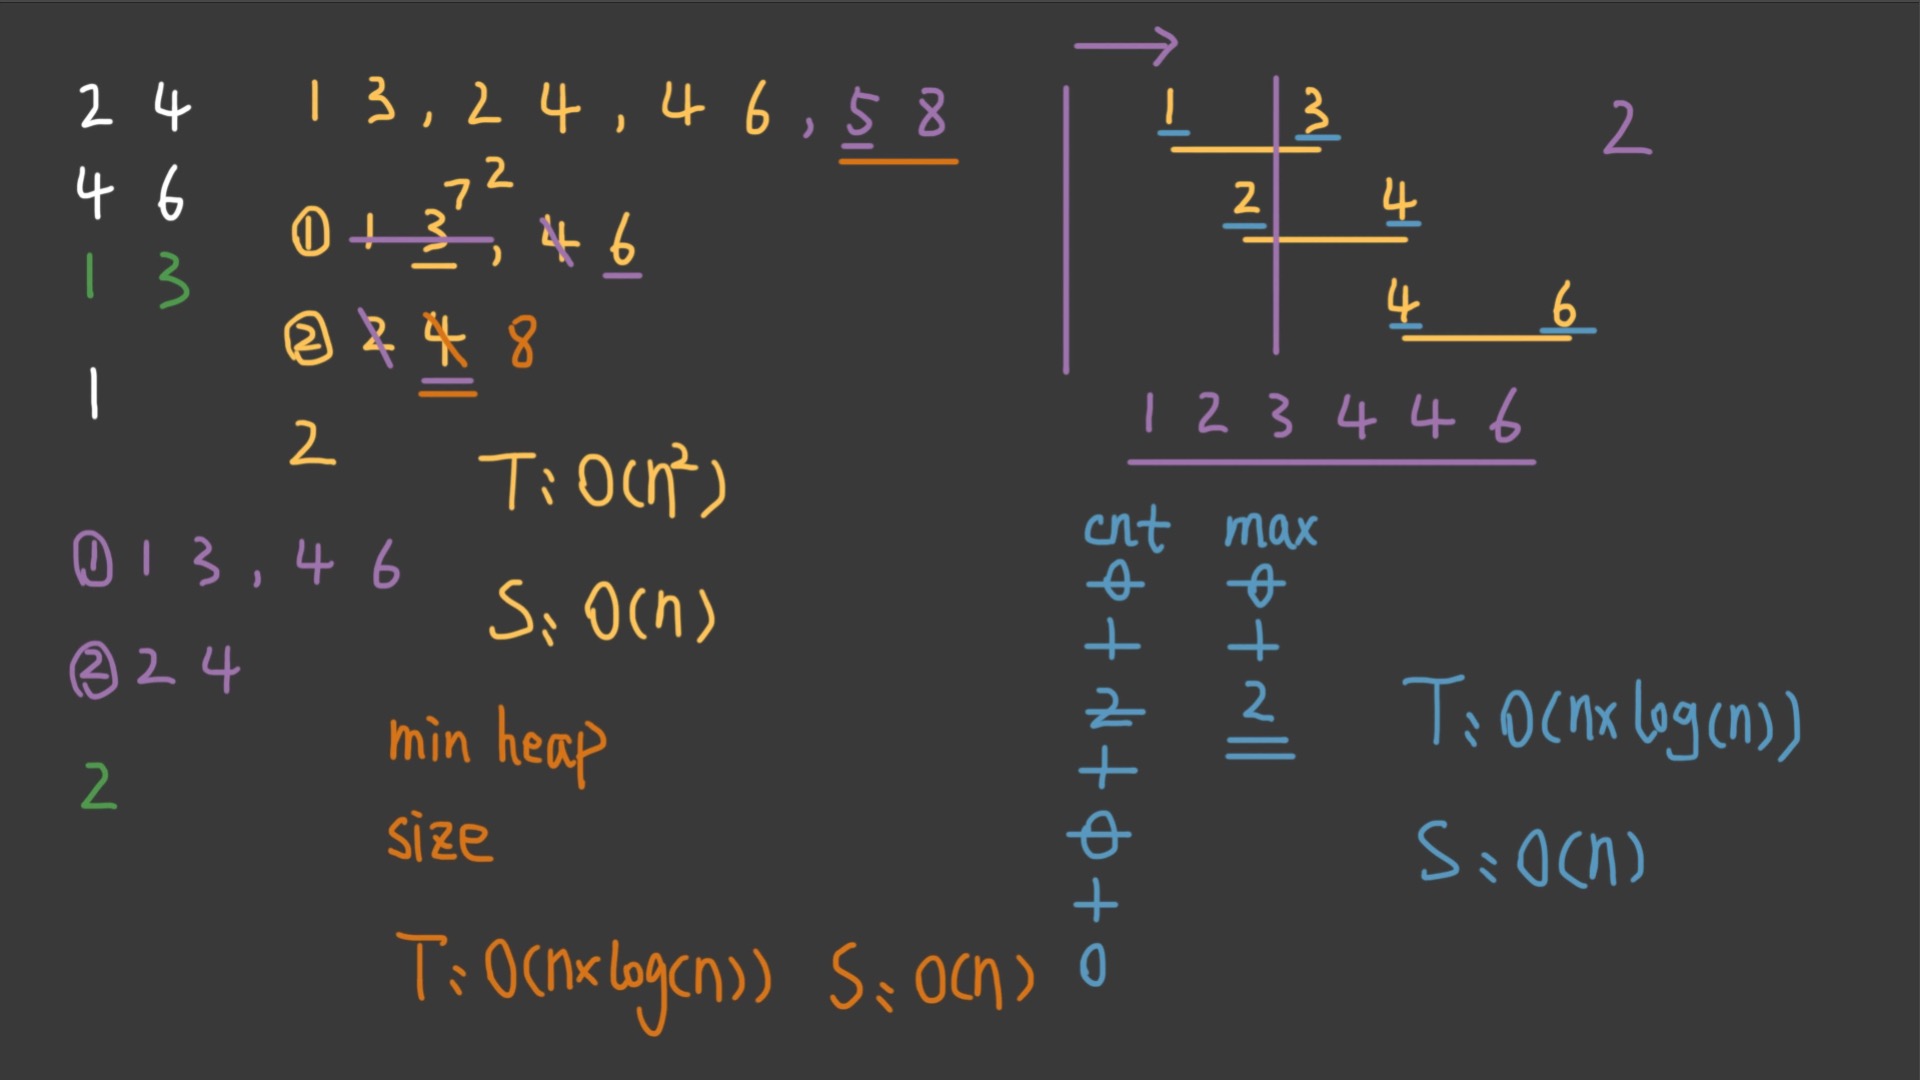 2 4
4 6
1 3
1
① 1 3 , 4 6
② 2 4
2
1 3 , 2 4 , 4 6 , 5 8
① 1 3 7 2 , 4 6
② 2 4 8
2
T: O(n²)
S: O(n)
min heap
size
T: O(n×log(n)) S: O(n)
1 3
2 4
4 6
2
1 2 3 4 4 6
cnt max
0 0
1 1
2 2
1
0
1
0
T: O(n×log(n))
S: O(n)